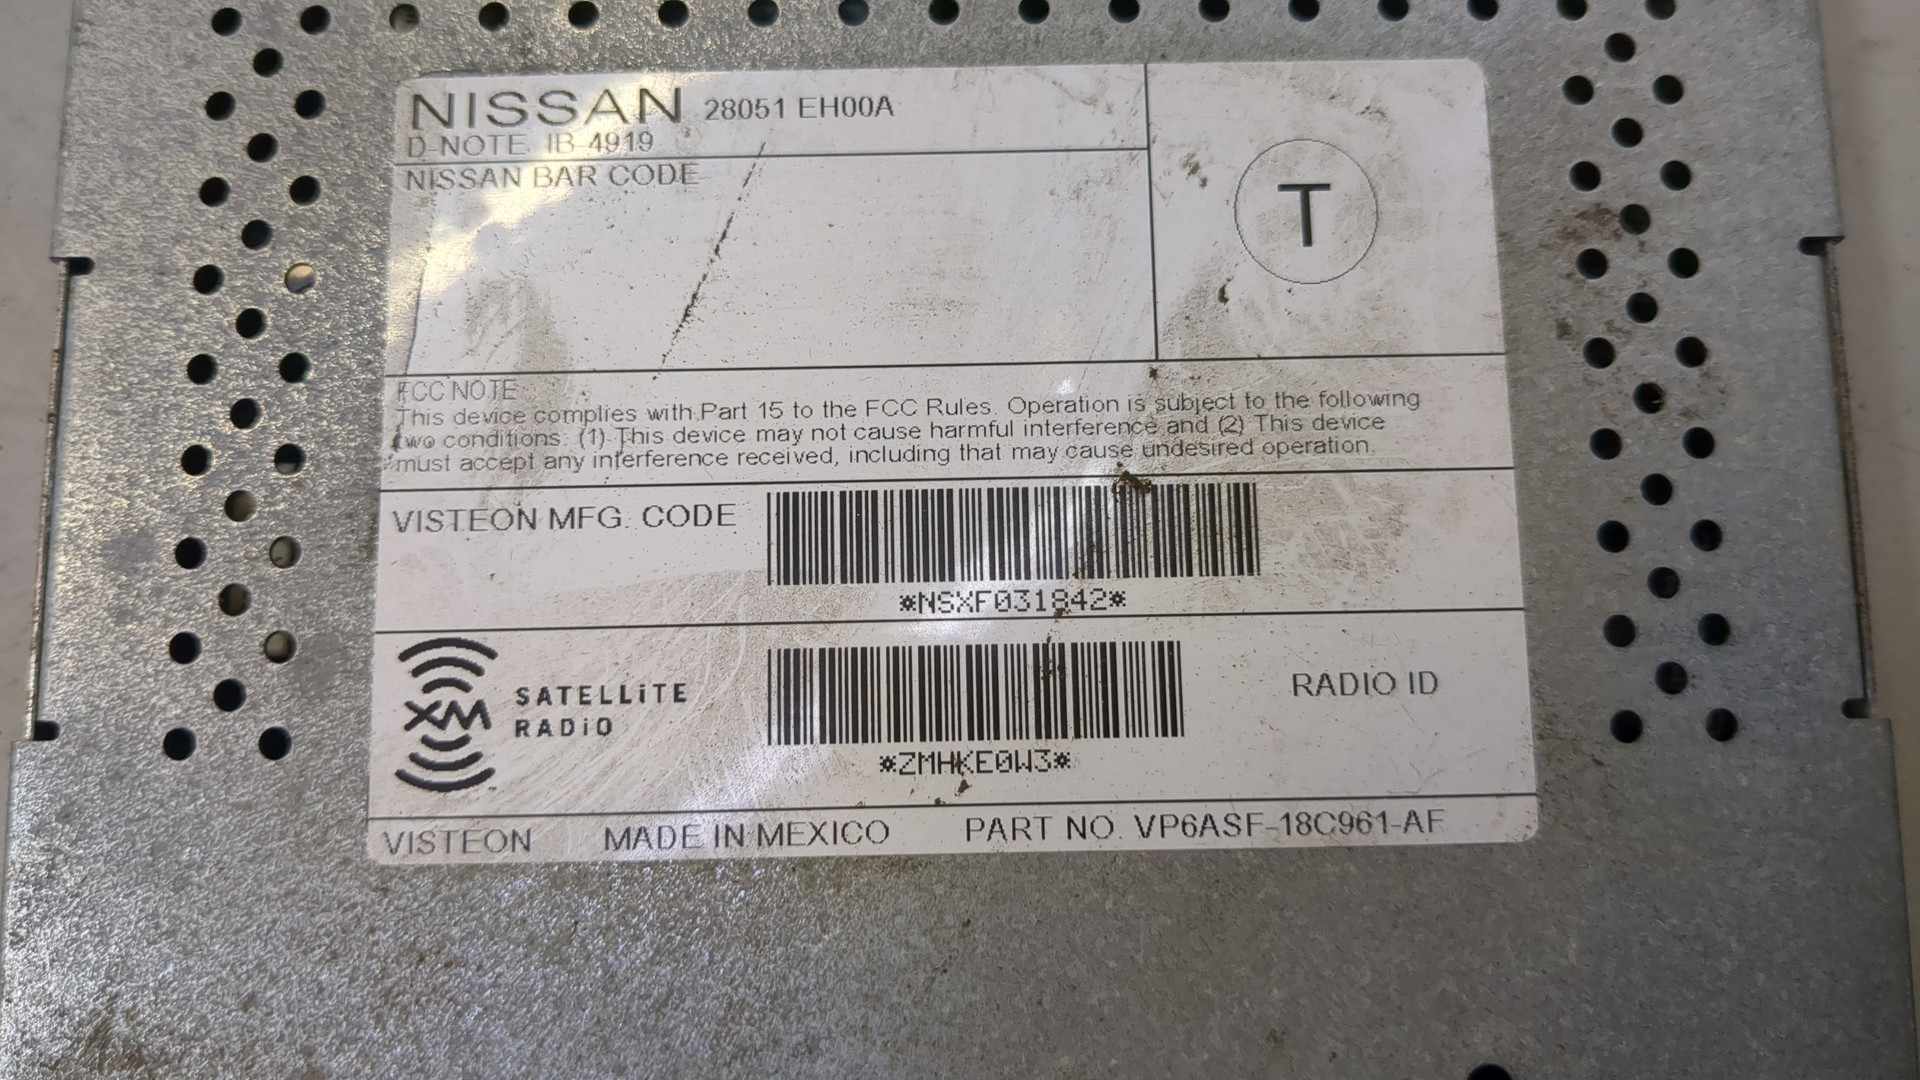 NISSAN 28051 EH00A
D-NOTE. IB-4919
NISSAN BAR CODE
T
FCC NOTE
This device complies with Part 15 to the FCC Rules. Operation is subject to the following
two conditions: (1) This device may not cause harmful interference and (2) This device
must accept any interference received, including that may cause undesired operation.
VISTEON MFG. CODE
*NSXF031842*
XM SATELLiTE
RADiO
RADIO ID
*ZMHKE0W3*
VISTEON MADE IN MEXICO PART NO. VP6ASF-18C961-AF